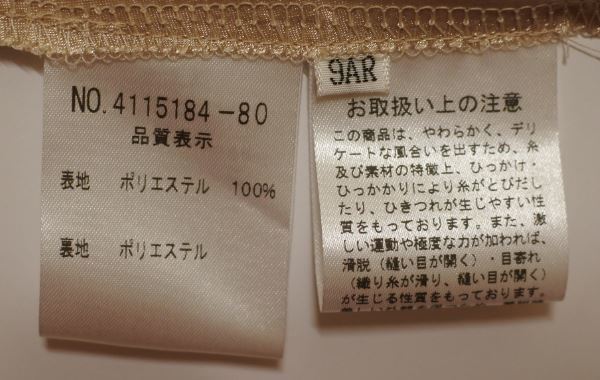 NO.4115184-80
品質表示
表地 ポリエステル 100%
裏地 ポリエステル
9AR
お取扱い上の注意
この商品は、やわらかく、デリ
ケートな風合いを出すため、糸
及び素材の特徴上、ひっかけ・
ひっかかりにより糸がとびだし
たり、ひきつれが生じやすい性
質をもっております。また、激
しい運動や極度な力が加われば、
滑脱（縫い目が開く）・目寄れ
（織り糸が滑り、縫い目が開く）
が生じる性質をもっております。